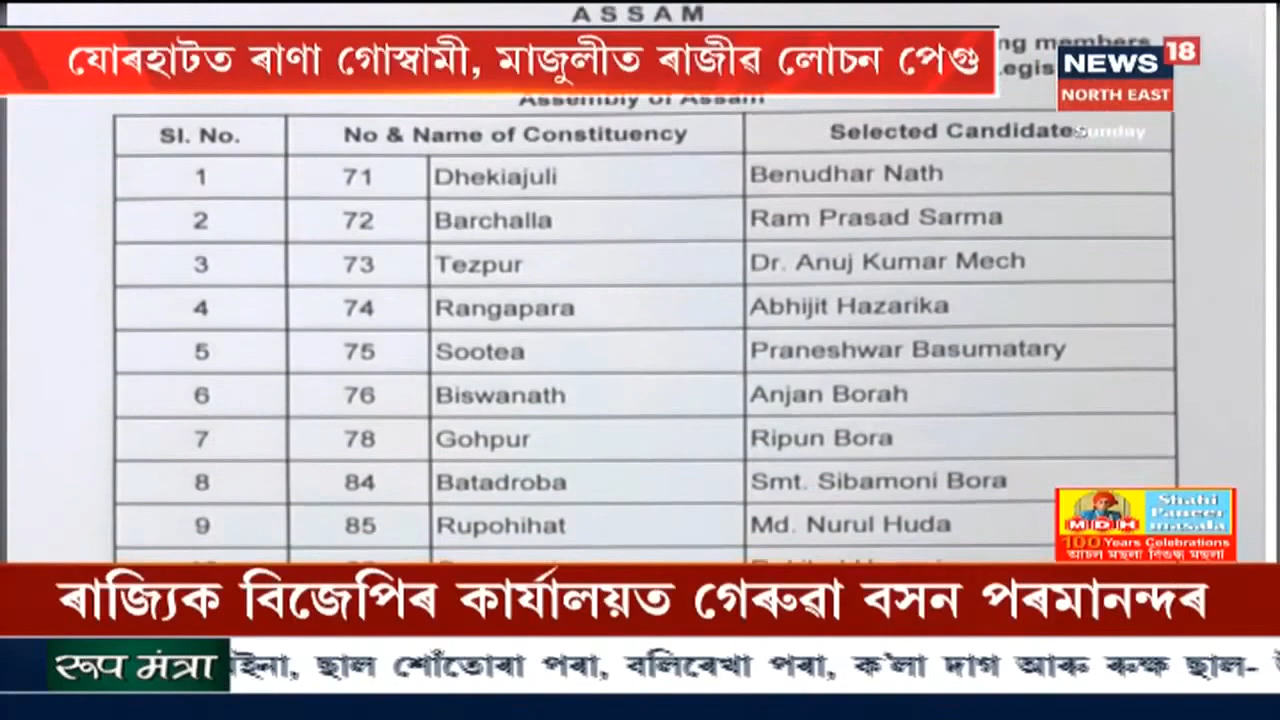 ASSAM
যোৰহাটত ৰাণা গোস্বামী, মাজুলীত ৰাজীৱ লোচন পেগু
ng members
egis
NEWS 18
NORTH EAST
Assembly of Assam
Sunday
Sl. No. No & Name of Constituency Selected Candidates
1 71 Dhekiajuli Benudhar Nath
2 72 Barchalla Ram Prasad Sarma
3 73 Tezpur Dr. Anuj Kumar Mech
4 74 Rangapara Abhijit Hazarika
5 75 Sootea Praneshwar Basumatary
6 76 Biswanath Anjan Borah
7 78 Gohpur Ripun Bora
8 84 Batadroba Smt. Sibamoni Bora
9 85 Rupohihat Md. Nurul Huda
MDH
Shahi
Paneer
masala
100 Years Celebrations
ৰাজ্যিক বিজেপিৰ কাৰ্যালয়ত গেৰুৱা বসন পৰমানন্দৰ
ৰূপ মংত্ৰা
ছাল শোঁতোৰা পৰা, বলিৰেখা পৰা, ক'লা দাগ আৰু ৰুক্ষ ছাল-